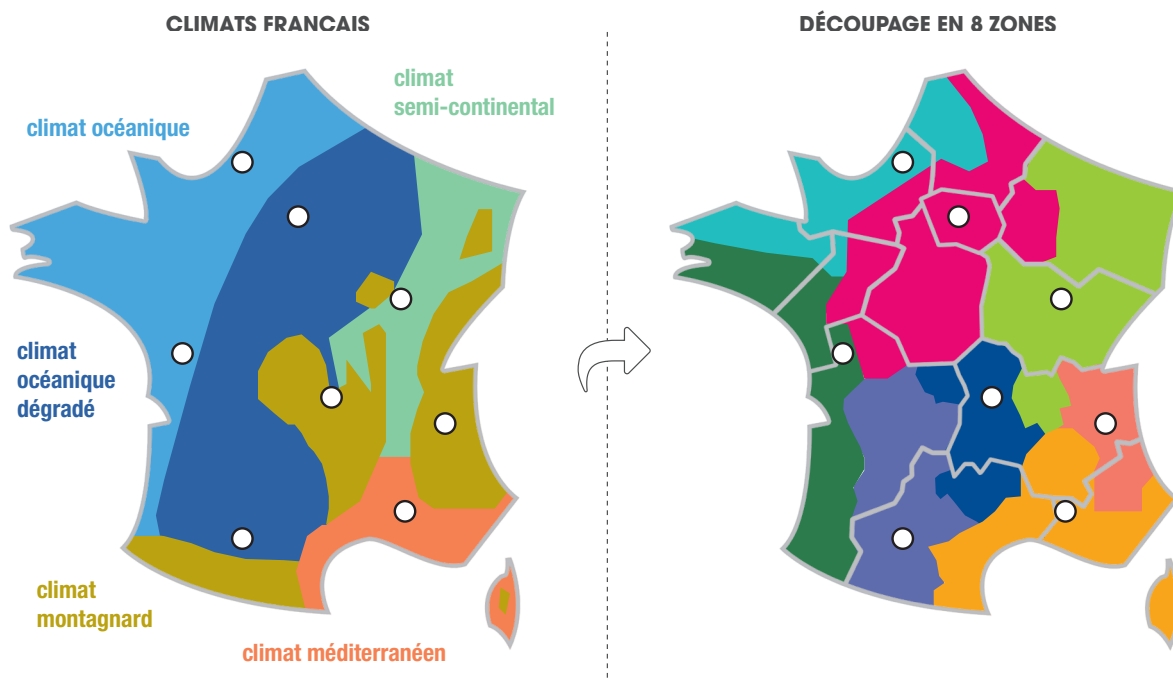 CLIMATS FRANCAIS
DÉCOUPAGE EN 8 ZONES
climat
semi-continental
climat océanique
climat
océanique
dégradé
climat
montagnard
climat méditerranéen